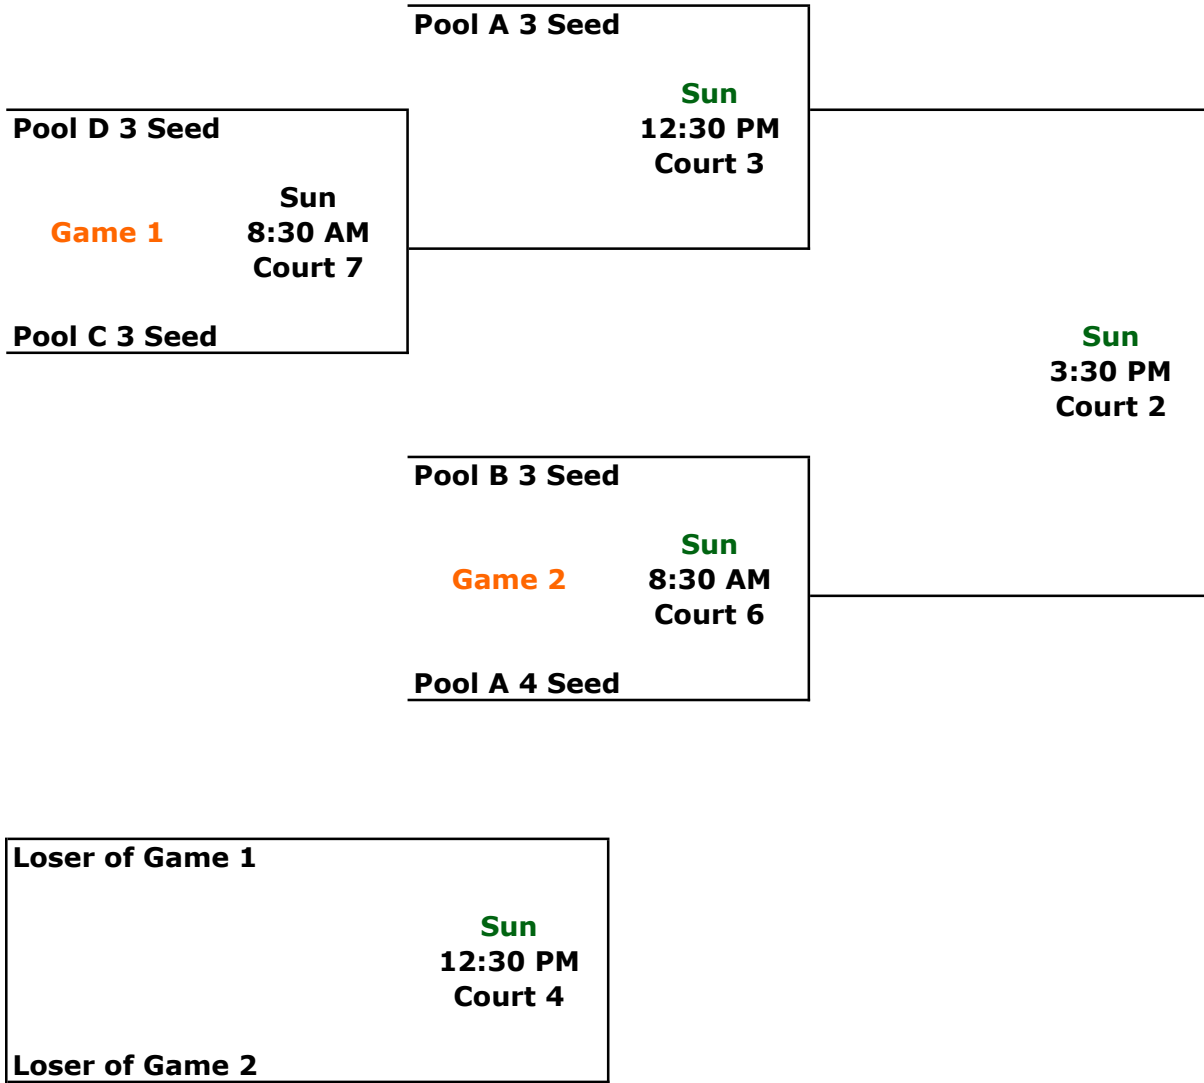 Pool A 3 Seed
Sun
12:30 PM
Court 3
Pool D 3 Seed
Sun
Game 1 8:30 AM
Court 7
Pool C 3 Seed
Sun
3:30 PM
Court 2
Pool B 3 Seed
Sun
Game 2 8:30 AM
Court 6
Pool A 4 Seed
Loser of Game 1
Sun
12:30 PM
Court 4
Loser of Game 2